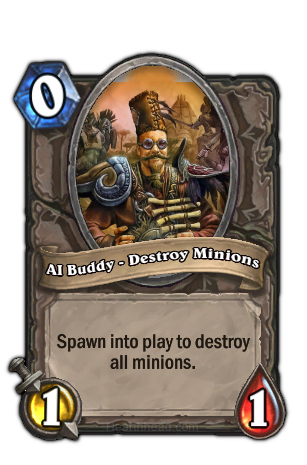 0
AI Buddy - Destroy Minions
Spawn into play to destroy
all minions.
1
1